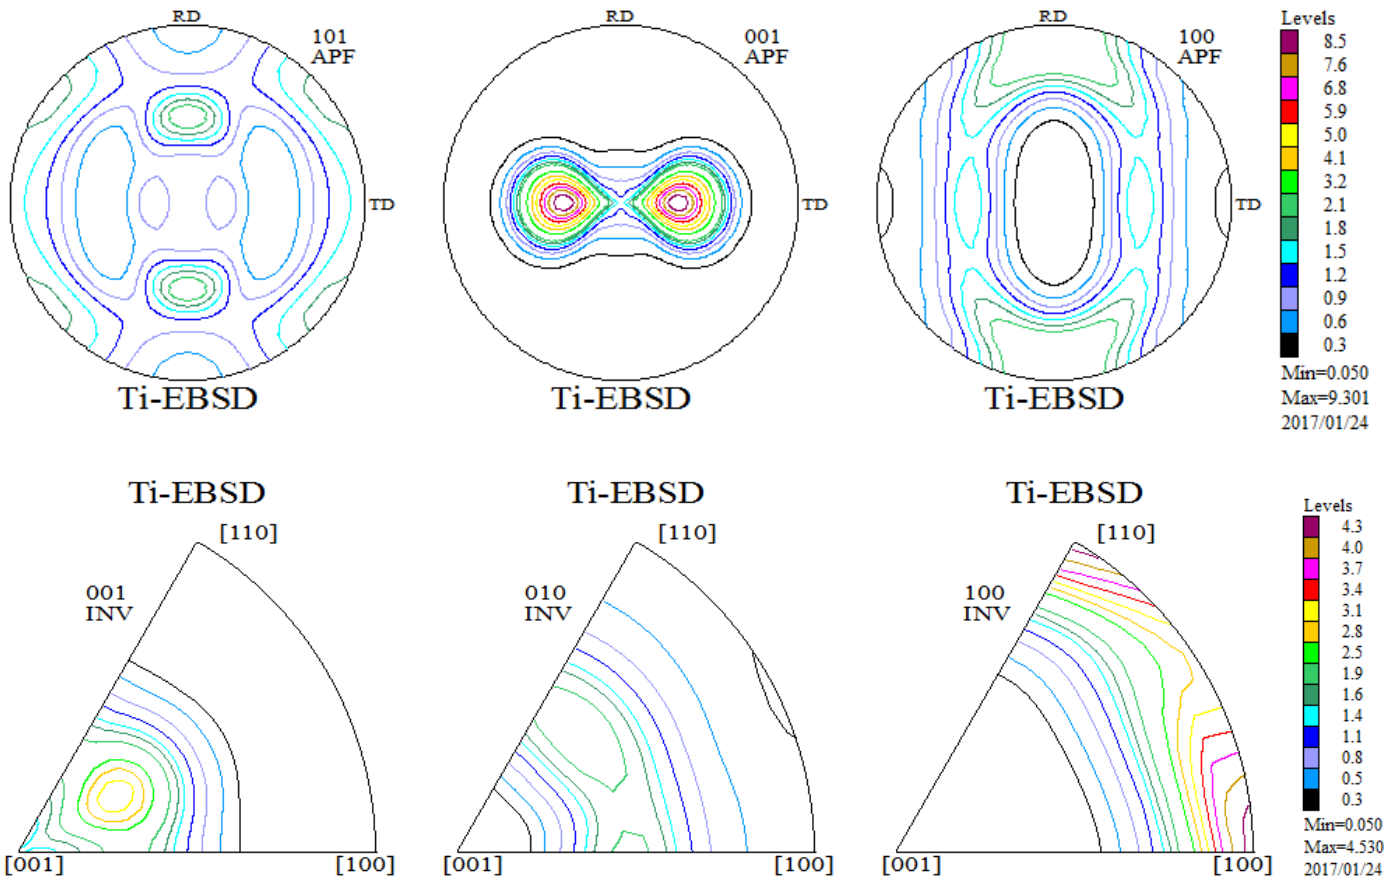 RD
101
APF
TD
Ti-EBSD
001
APF
TD
Ti-EBSD
RD
100
APF
TD
Ti-EBSD
Levels
8.5
7.6
6.8
5.9
5.0
4.1
3.2
2.1
1.8
1.5
1.2
0.9
0.6
0.3
Min=0.050
Max=9.301
2017/01/24
Ti-EBSD
[110]
001
INV
[001]
[100]
Ti-EBSD
[110]
010
INV
[001]
[100]
Ti-EBSD
[110]
100
INV
[001]
[100]
Levels
4.3
4.0
3.7
3.4
3.1
2.8
2.5
1.9
1.6
1.4
1.1
0.8
0.5
0.3
Min=0.050
Max=4.530
2017/01/24